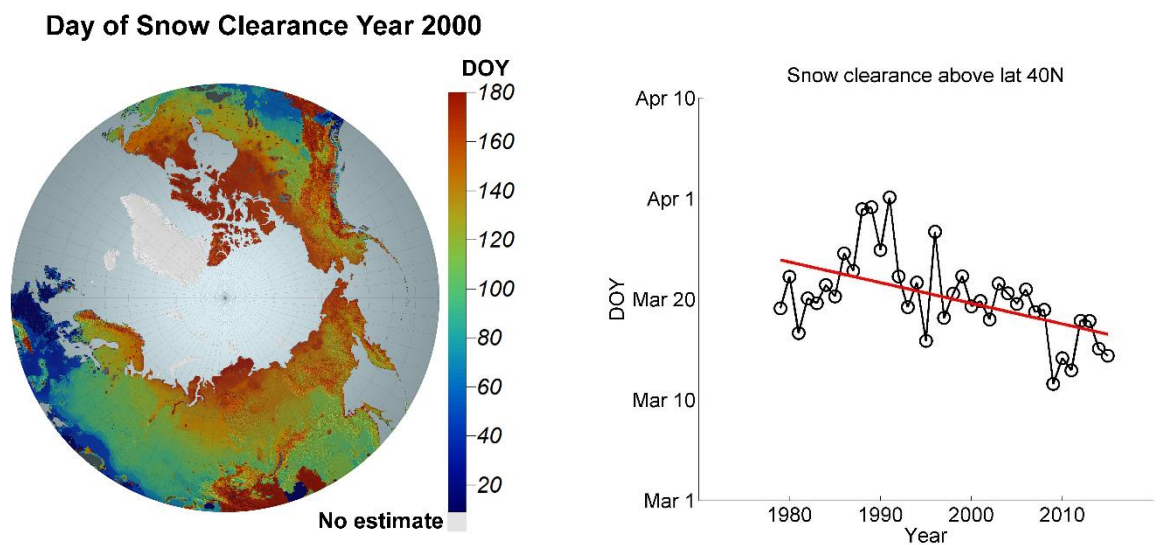 Day of Snow Clearance Year 2000
DOY
180
160
140
120
100
80
60
40
20
No estimate
Snow clearance above lat 40N
Apr 10
Apr 1
Mar 20
Mar 10
Mar 1
DOY
1980 1990 2000 2010
Year